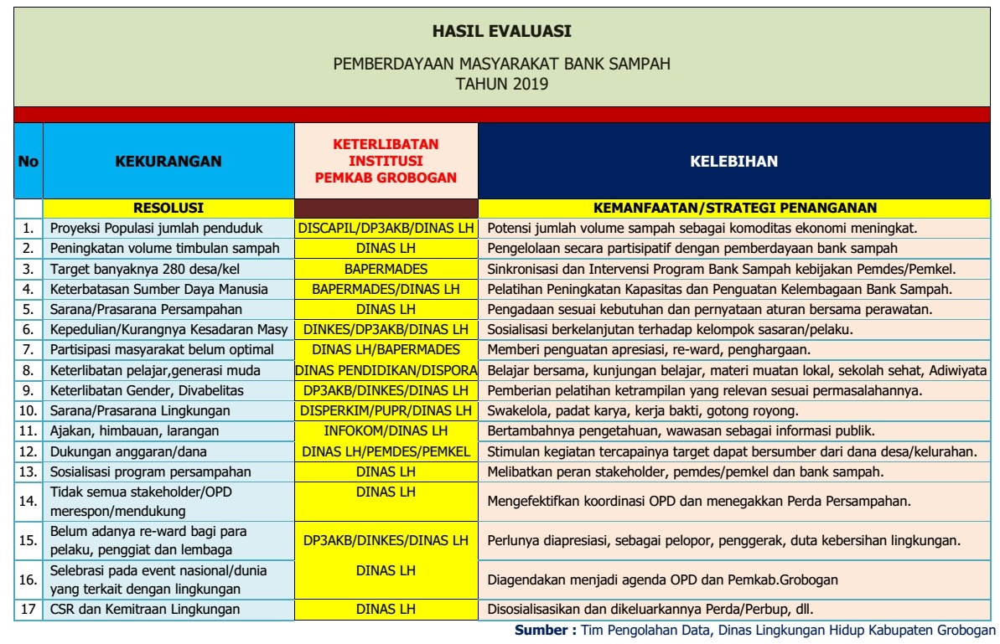 HASIL EVALUASI
PEMBERDAYAAN MASYARAKAT BANK SAMPAH
TAHUN 2019
No KEKURANGAN KETERLIBATAN INSTITUSI PEMKAB GROBOGAN KELEBIHAN
RESOLUSI KEMANFAATAN/STRATEGI PENANGANAN
1. Proyeksi Populasi jumlah penduduk DISCAPIL/DP3AKB/DINAS LH Potensi jumlah volume sampah sebagai komoditas ekonomi meningkat.
2. Peningkatan volume timbulan sampah DINAS LH Pengelolaan secara partisipatif dengan pemberdayaan bank sampah
3. Target banyaknya 280 desa/kel BAPERMADES Sinkronisasi dan Intervensi Program Bank Sampah kebijakan Pemdes/Pemkel.
4. Keterbatasan Sumber Daya Manusia BAPERMADES/DINAS LH Pelatihan Peningkatan Kapasitas dan Penguatan Kelembagaan Bank Sampah.
5. Sarana/Prasarana Persampahan DINAS LH Pengadaan sesuai kebutuhan dan pernyataan aturan bersama perawatan.
6. Kepedulian/Kurangnya Kesadaran Masy DINKES/DP3AKB/DINAS LH Sosialisasi berkelanjutan terhadap kelompok sasaran/pelaku.
7. Partisipasi masyarakat belum optimal DINAS LH/BAPERMADES Memberi penguatan apresiasi, re-ward, penghargaan.
8. Keterlibatan pelajar,generasi muda DINAS PENDIDIKAN/DISPORA Belajar bersama, kunjungan belajar, materi muatan lokal, sekolah sehat, Adiwiyata
9. Keterlibatan Gender, Divabelitas DP3AKB/DINKES/DINAS LH Pemberian pelatihan ketrampilan yang relevan sesuai permasalahannya.
10. Sarana/Prasarana Lingkungan DISPERKIM/PUPR/DINAS LH Swakelola, padat karya, kerja bakti, gotong royong.
11. Ajakan, himbauan, larangan INFOKOM/DINAS LH Bertambahnya pengetahuan, wawasan sebagai informasi publik.
12. Dukungan anggaran/dana DINAS LH/PEMDES/PEMKEL Stimulan kegiatan tercapainya target dapat bersumber dari dana desa/kelurahan.
13. Sosialisasi program persampahan DINAS LH Melibatkan peran stakeholder, pemdes/pemkel dan bank sampah.
14. Tidak semua stakeholder/OPD
merespon/mendukung DINAS LH Mengefektifkan koordinasi OPD dan menegakkan Perda Persampahan.
15. Belum adanya re-ward bagi para
pelaku, penggiat dan lembaga DP3AKB/DINKES/DINAS LH Perlunya diapresiasi, sebagai pelopor, penggerak, duta kebersihan lingkungan.
16. Selebrasi pada event nasional/dunia
yang terkait dengan lingkungan DINAS LH Diagendakan menjadi agenda OPD dan Pemkab.Grobogan
17 CSR dan Kemitraan Lingkungan DINAS LH Disosialisasikan dan dikeluarkannya Perda/Perbup, dll.
Sumber : Tim Pengolahan Data, Dinas Lingkungan Hidup Kabupaten Grobogan